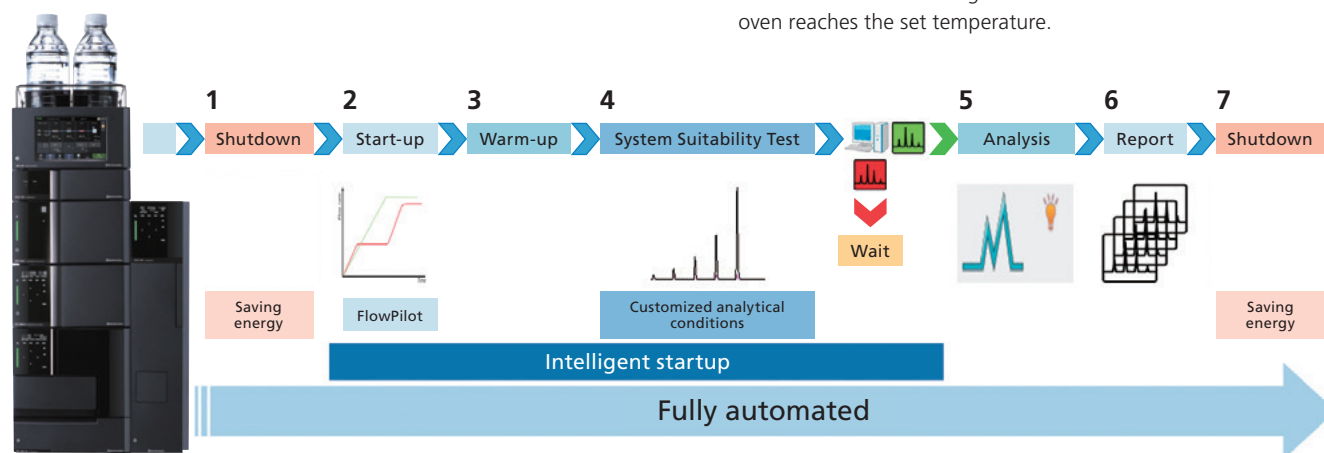 oven reaches the set temperature.
1
2
3
4
5
6
7
Shutdown
Start-up
Warm-up
System Suitability Test
Analysis
Report
Shutdown
Wait
Saving
energy
FlowPilot
Customized analytical
conditions
Saving
energy
Intelligent startup
Fully automated